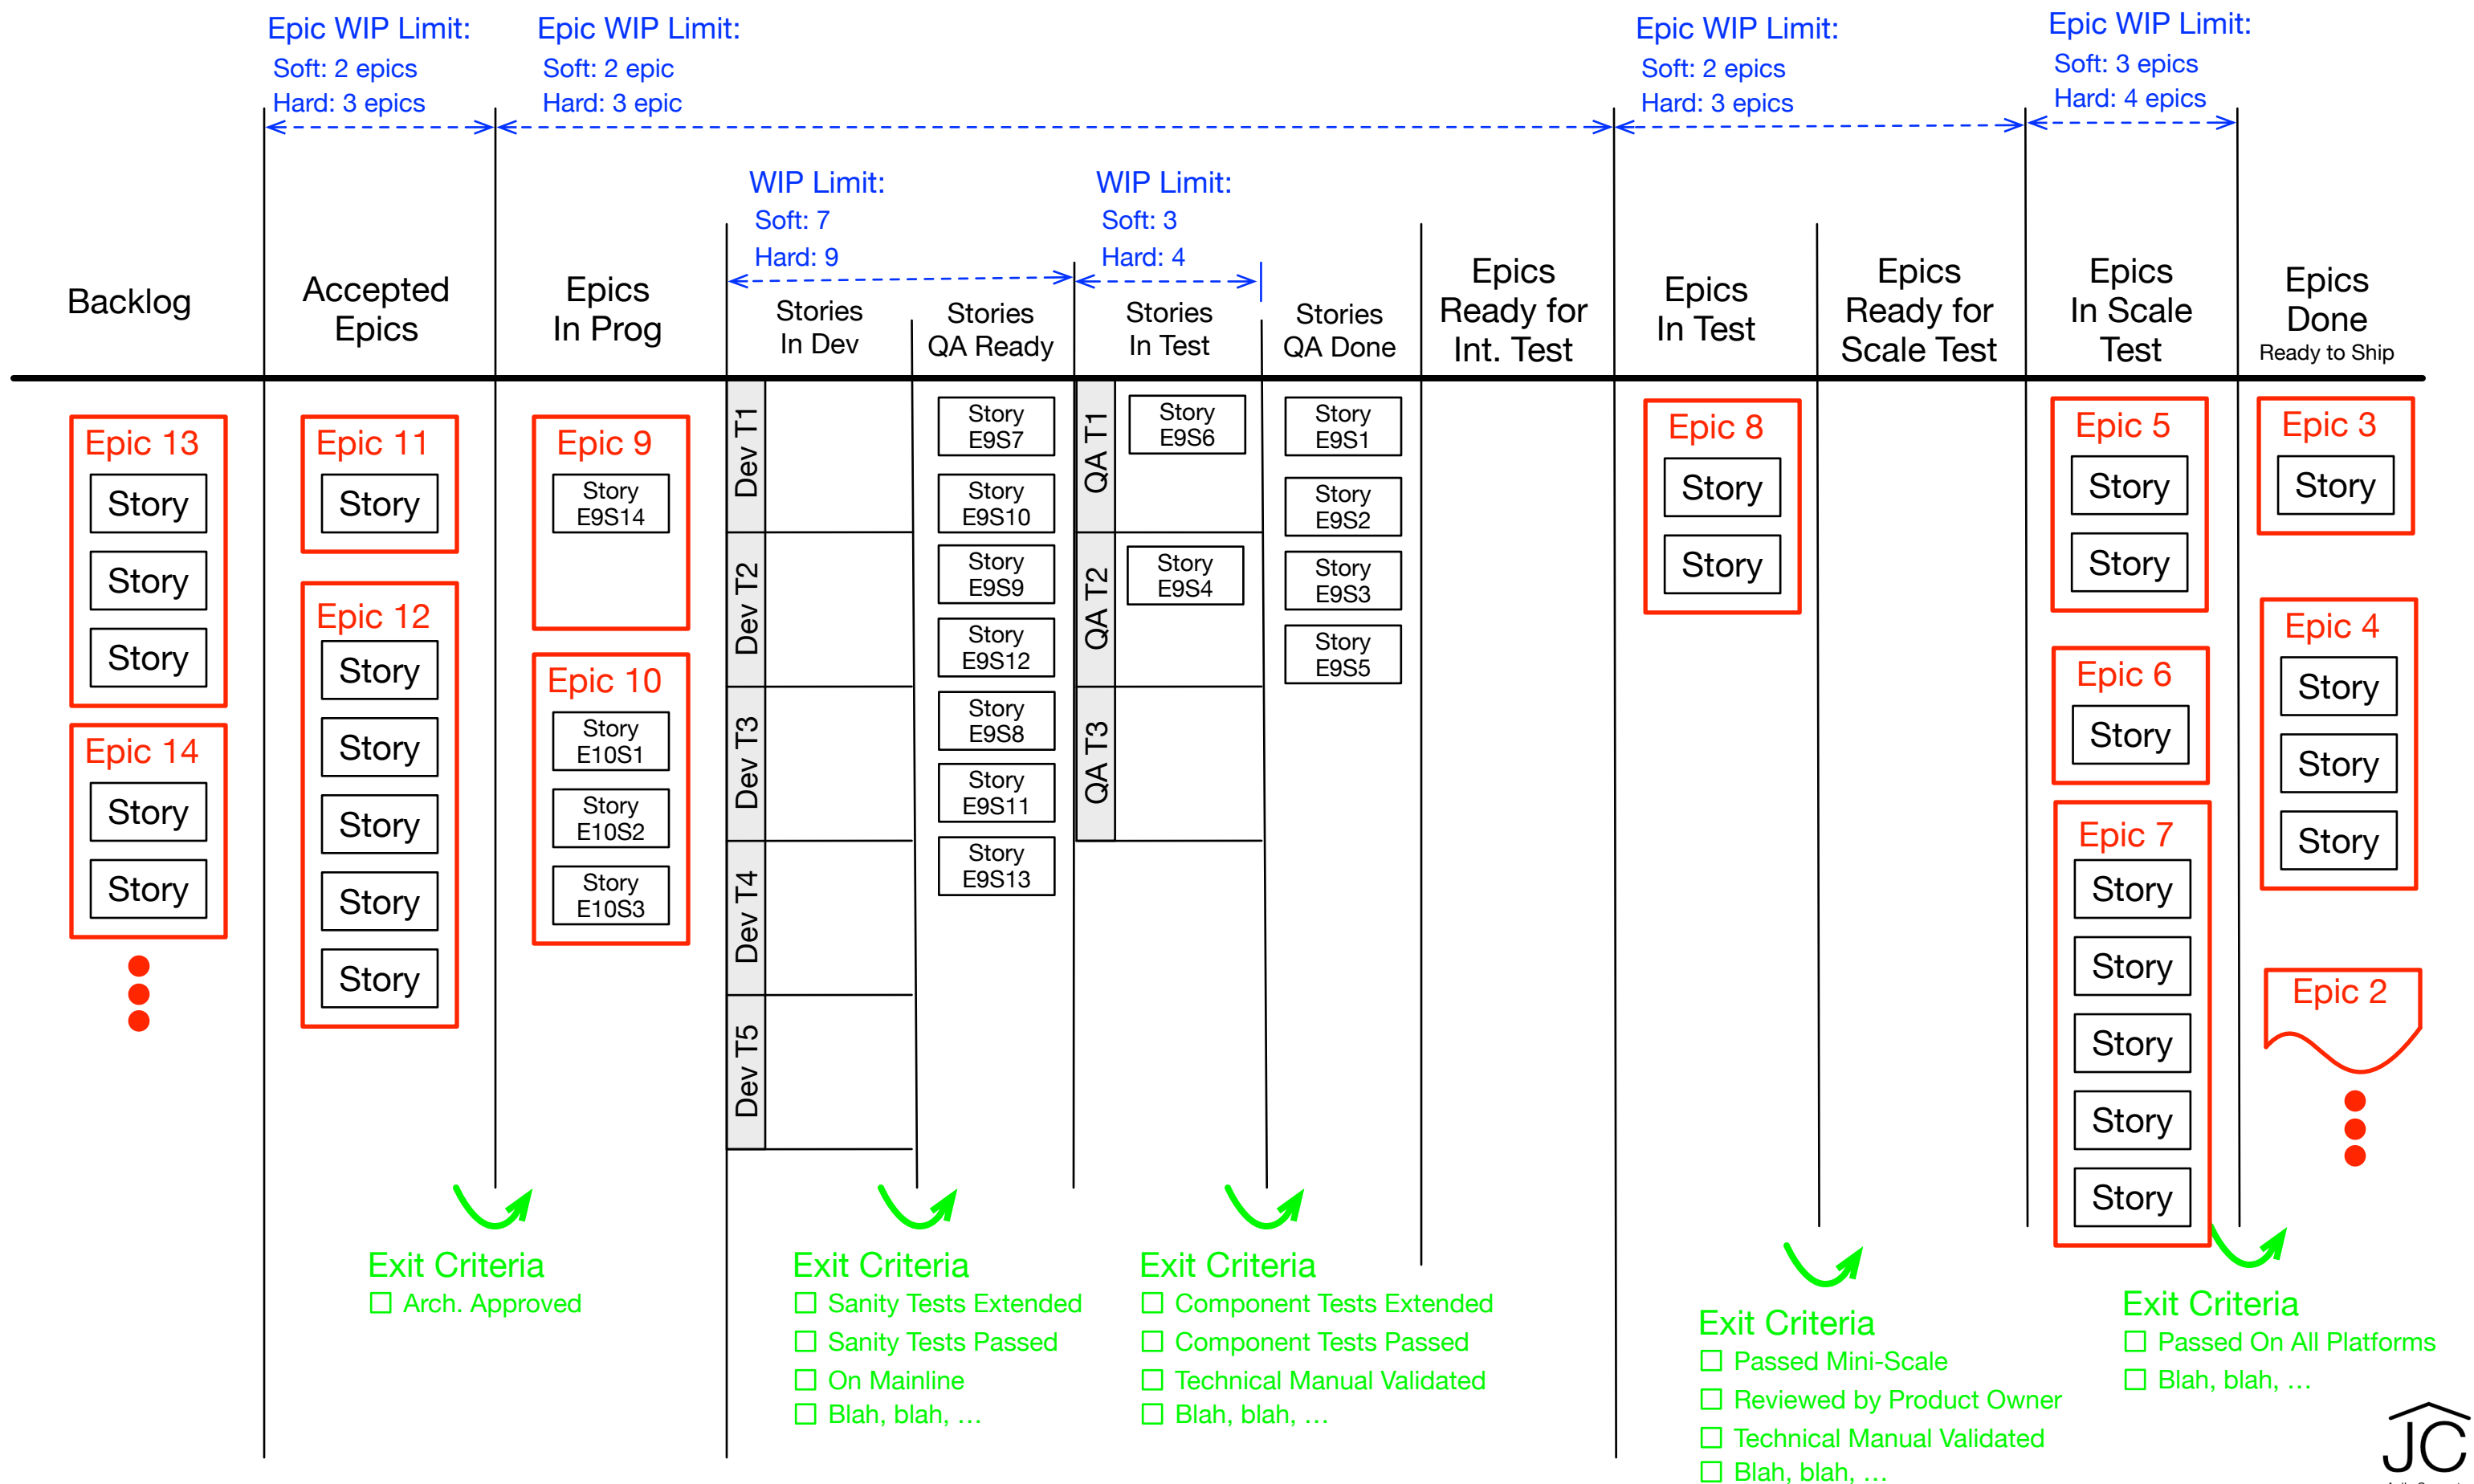 Epic WIP Limit:
Soft: 2 epics
Hard: 3 epics
Epic WIP Limit:
Soft: 2 epic
Hard: 3 epic
Epic WIP Limit:
Soft: 2 epics
Hard: 3 epics
Epic WIP Limit:
Soft: 3 epics
Hard: 4 epics
WIP Limit:
Soft: 7
Hard: 9
WIP Limit:
Soft: 3
Hard: 4
Backlog
Accepted
Epics
Epics
In Prog
Stories
In Dev
Stories
QA Ready
Stories
In Test
Stories
QA Done
Epics
Ready for
Int. Test
Epics
In Test
Epics
Ready for
Scale Test
Epics
In Scale
Test
Epics
Done
Ready to Ship
Epic 13
Story
Story
Story
Epic 14
Story
Story
Epic 11
Story
Epic 12
Story
Story
Story
Story
Story
Epic 9
Story
E9S14
Epic 10
Story
E10S1
Story
E10S2
Story
E10S3
Dev T1
Dev T2
Dev T3
Dev T4
Dev T5
Story
E9S7
Story
E9S10
Story
E9S9
Story
E9S12
Story
E9S8
Story
E9S11
Story
E9S13
QA T1
QA T2
QA T3
Story
E9S6
Story
E9S4
Story
E9S1
Story
E9S2
Story
E9S3
Story
E9S5
Epic 8
Story
Story
Epic 5
Story
Story
Epic 6
Story
Epic 7
Story
Story
Story
Story
Story
Epic 3
Story
Epic 4
Story
Story
Story
Epic 2
Exit Criteria
Arch. Approved
Exit Criteria
Sanity Tests Extended
Sanity Tests Passed
On Mainline
Blah, blah, …
Exit Criteria
Component Tests Extended
Component Tests Passed
Technical Manual Validated
Blah, blah, …
Exit Criteria
Passed Mini-Scale
Reviewed by Product Owner
Technical Manual Validated
Blah, blah, …
Exit Criteria
Passed On All Platforms
Blah, blah, …
JC